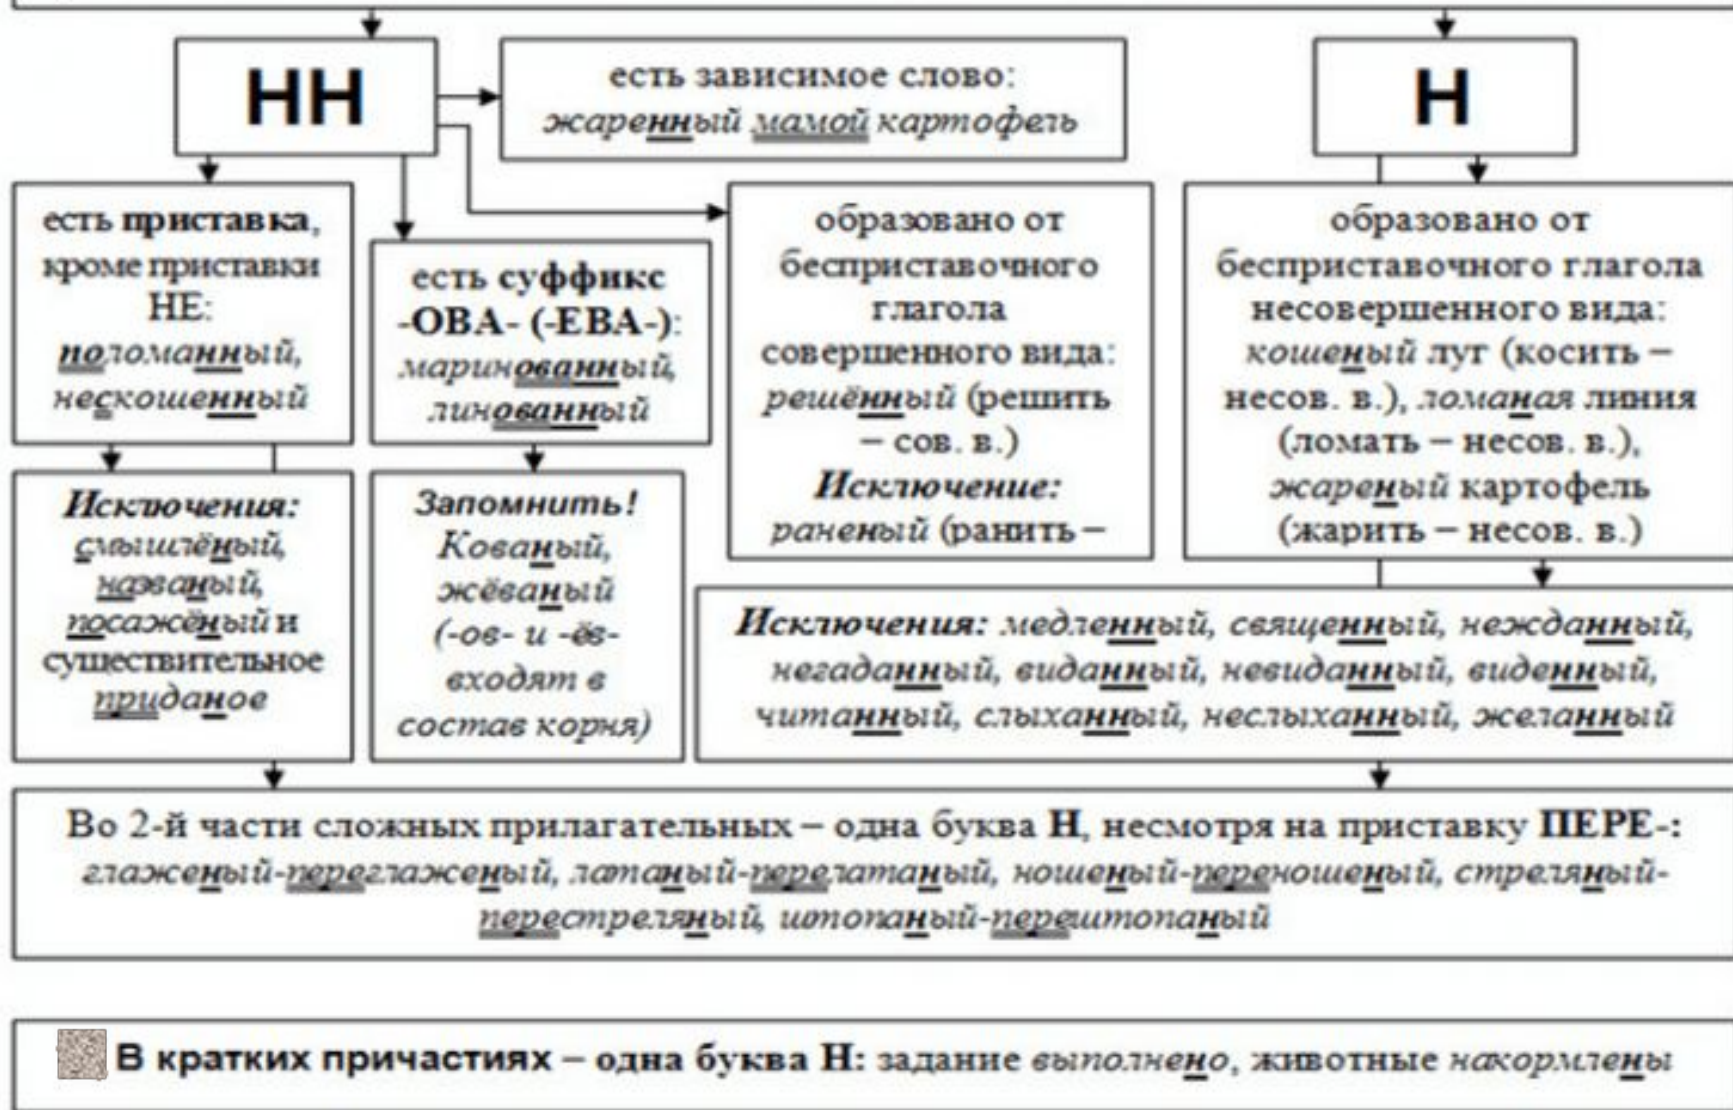 НН
есть зависимое слово:
жаренный мамой картофель
Н
есть приставка,
кроме приставки
НЕ:
поломанный,
нескошенный
есть суффикс
-ОВА- (-ЕВА-):
маринованный,
линованный
образовано от
бесприставочного
глагола
совершенного вида:
решённый (решить
– сов. в.)
Исключение:
раненый (ранить –
образовано от
бесприставочного глагола
несовершенного вида:
кошеный луг (косить –
несов. в.), ломаная линия
(ломать – несов. в.),
жареный картофель
(жарить – несов. в.)
Исключения:
смышлёный,
названый,
посажёный и
существительное
приданое
Запомнить!
Кованый,
жёваный
(-ов- и -ёв-
входят в
состав корня)
Исключения: медленный, священный, нежданный,
негаданный, виданный, невиданный, виденный,
читанный, слыханный, неслыханный, желанный
Во 2-й части сложных прилагательных – одна буква Н, несмотря на приставку ПЕРЕ-:
глаженый-переглаженый, латаный-перелатаный, ношеный-переношеный, стреляный-
перестреляный, штопаный-перештопаный
В кратких причастиях – одна буква Н: задание выполнено, животные накормлены